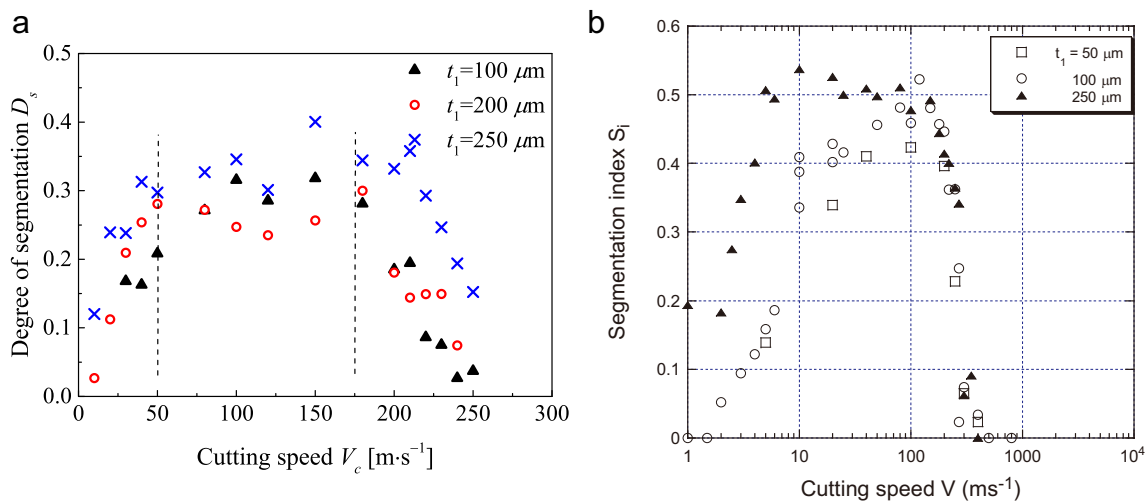 a
0.5
0.4
0.3
0.2
0.1
0.0
Degree of segmentation D_s
t_1=100 μm
t_1=200 μm
t_1=250 μm
0 50 100 150 200 250 300
Cutting speed V_c [m·s⁻¹]
b
0.6
0.5
0.4
0.3
0.2
0.1
0
Segmentation index S_i
t_1 = 50 μm
100 μm
250 μm
1 10 100 1000 10⁴
Cutting speed V (ms⁻¹)